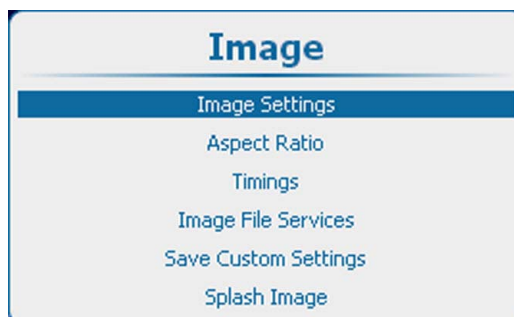 Image
Image Settings
Aspect Ratio
Timings
Image File Services
Save Custom Settings
Splash Image